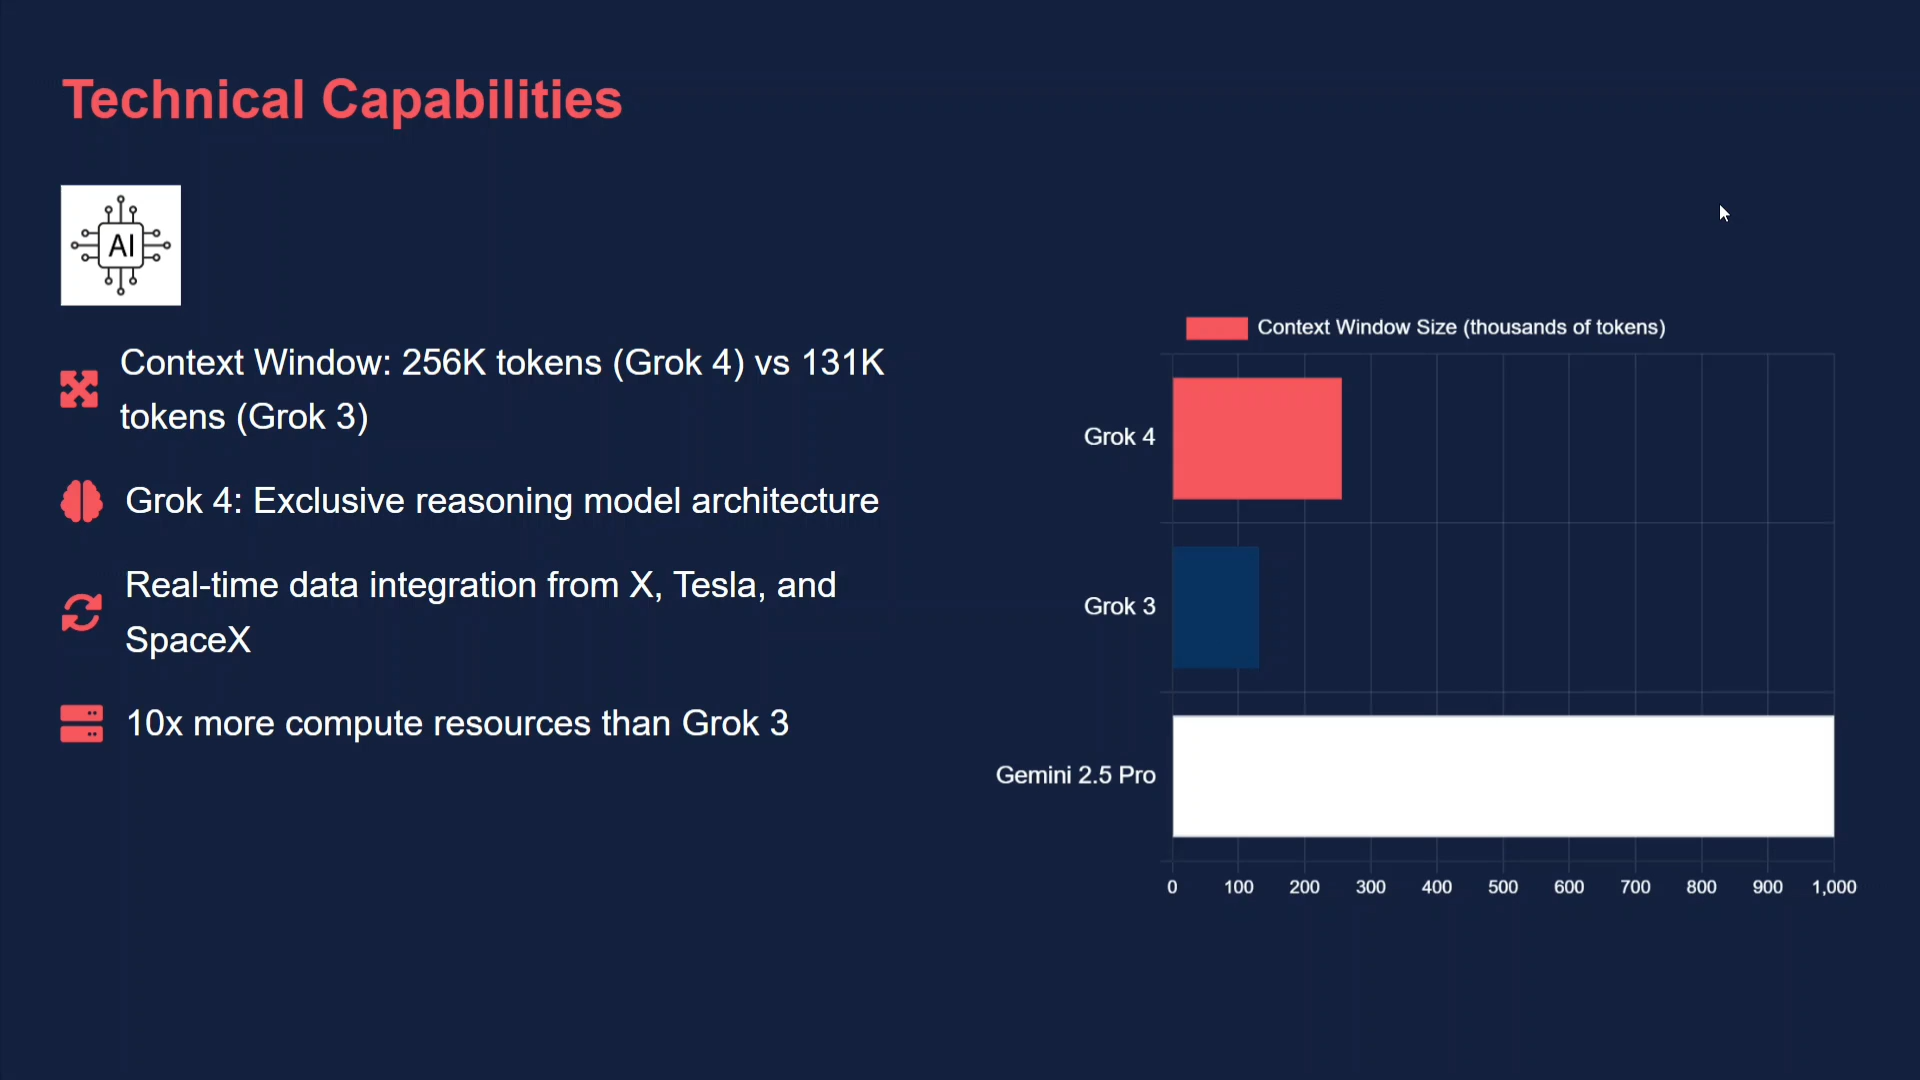 Technical Capabilities
AI
Context Window: 256K tokens (Grok 4) vs 131K
tokens (Grok 3)
Grok 4: Exclusive reasoning model architecture
Real-time data integration from X, Tesla, and
SpaceX
10x more compute resources than Grok 3
Context Window Size (thousands of tokens)
Grok 4
Grok 3
Gemini 2.5 Pro
0 100 200 300 400 500 600 700 800 900 1,000